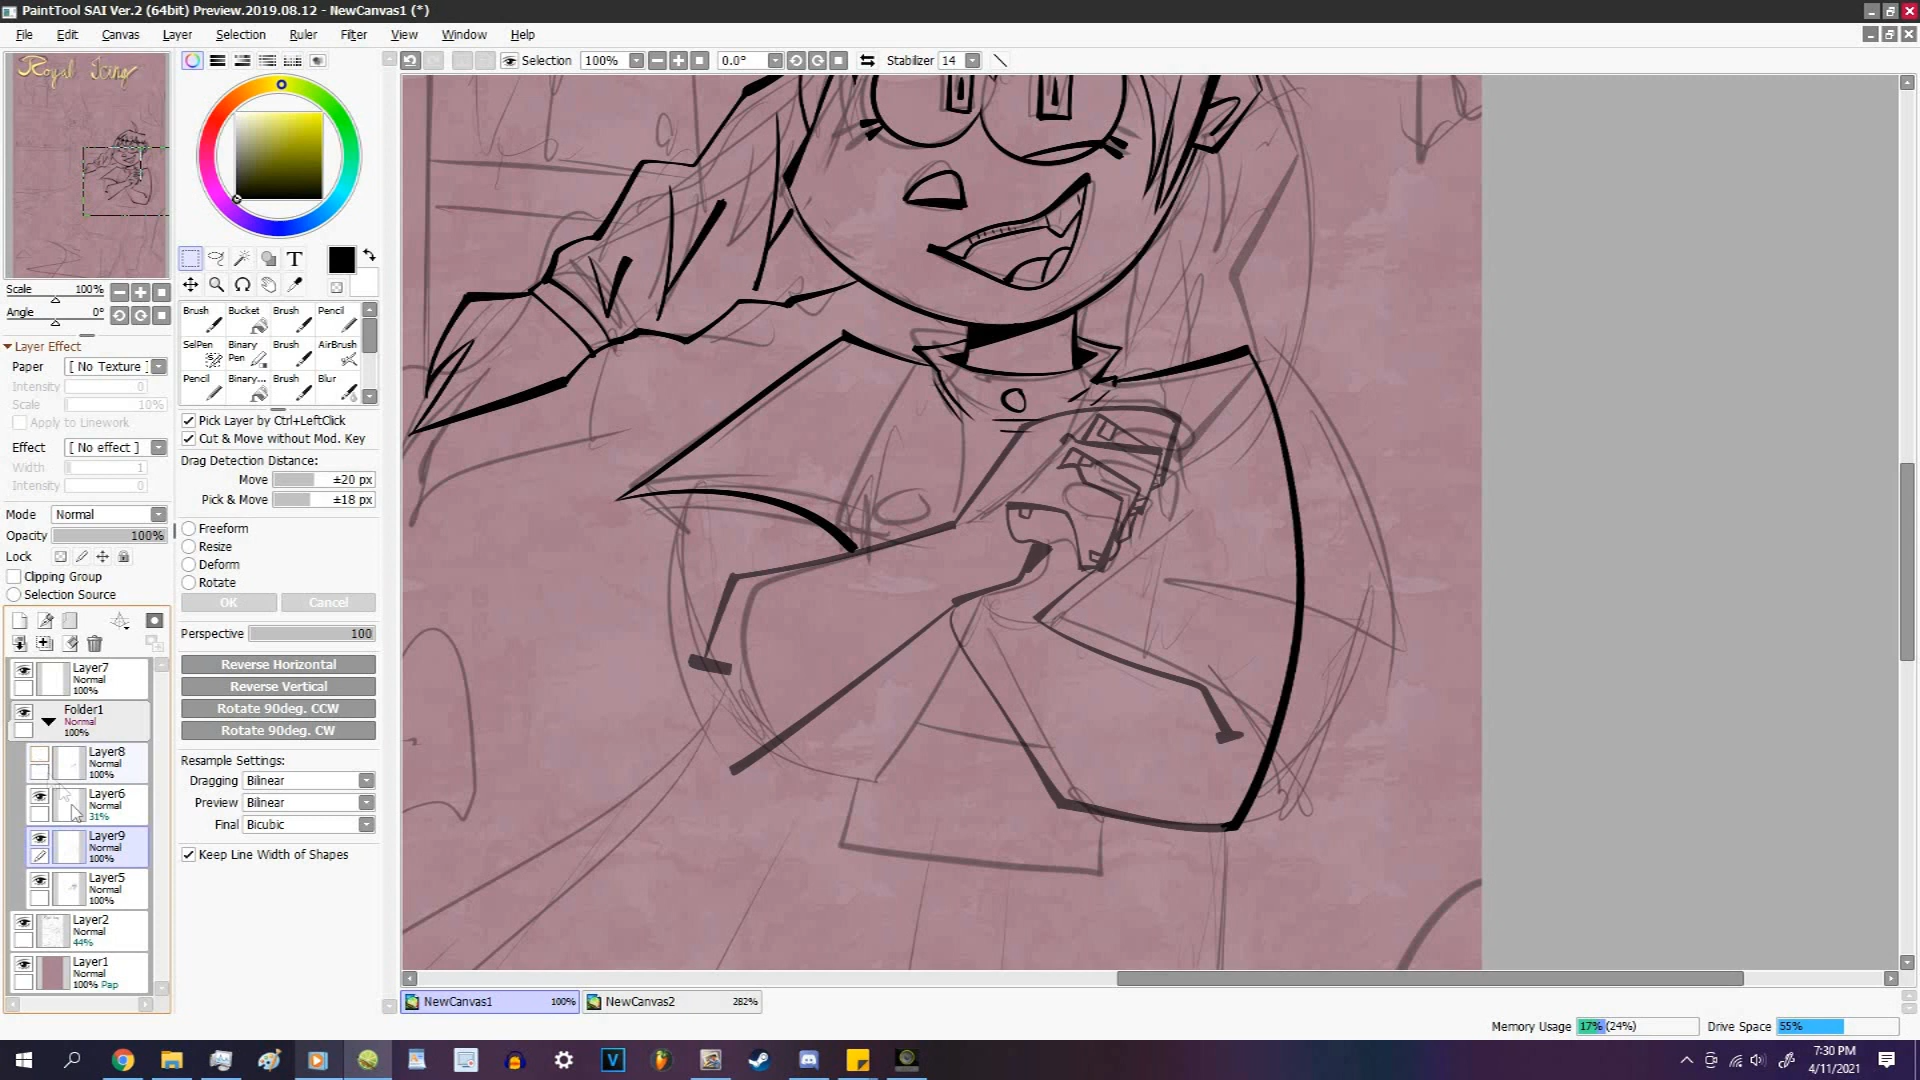 PaintTool SAI Ver.2 (64bit) Preview.2019.08.12 - NewCanvas1 (*)
File Edit Canvas Layer Selection Ruler Filter View Window Help
Selection 100% 0.0° Stabilizer 14
Royal Icing
Scale 100%
Angle 0°
Layer Effect
Paper [ No Texture ]
Intensity 0
Scale 10%
Apply to Linework
Effect [ No effect ]
Width 1
Intensity 0
Mode Normal
Opacity 100%
Lock
Clipping Group
Selection Source
Layer7
Normal
100%
Folder1
Normal
100%
Layer8
Normal
100%
Layer6
Normal
31%
Layer9
Normal
100%
Layer5
Normal
100%
Layer2
Normal
44%
Layer1
Normal
100% Pap
T
Brush Bucket Brush Pencil
SelPen Binary Pen Brush AirBrush
Pencil Binary... Brush Blur
Pick Layer by Ctrl+LeftClick
Cut & Move without Mod. Key
Drag Detection Distance:
Move ±20 px
Pick & Move ±18 px
Freeform
Resize
Deform
Rotate
OK Cancel
Perspective 100
Reverse Horizontal
Reverse Vertical
Rotate 90deg. CCW
Rotate 90deg. CW
Resample Settings:
Dragging Bilinear
Preview Bilinear
Final Bicubic
Keep Line Width of Shapes
NewCanvas1 100% NewCanvas2 282%
Memory Usage 17% (24%) Drive Space 55%
7:30 PM
4/11/2021